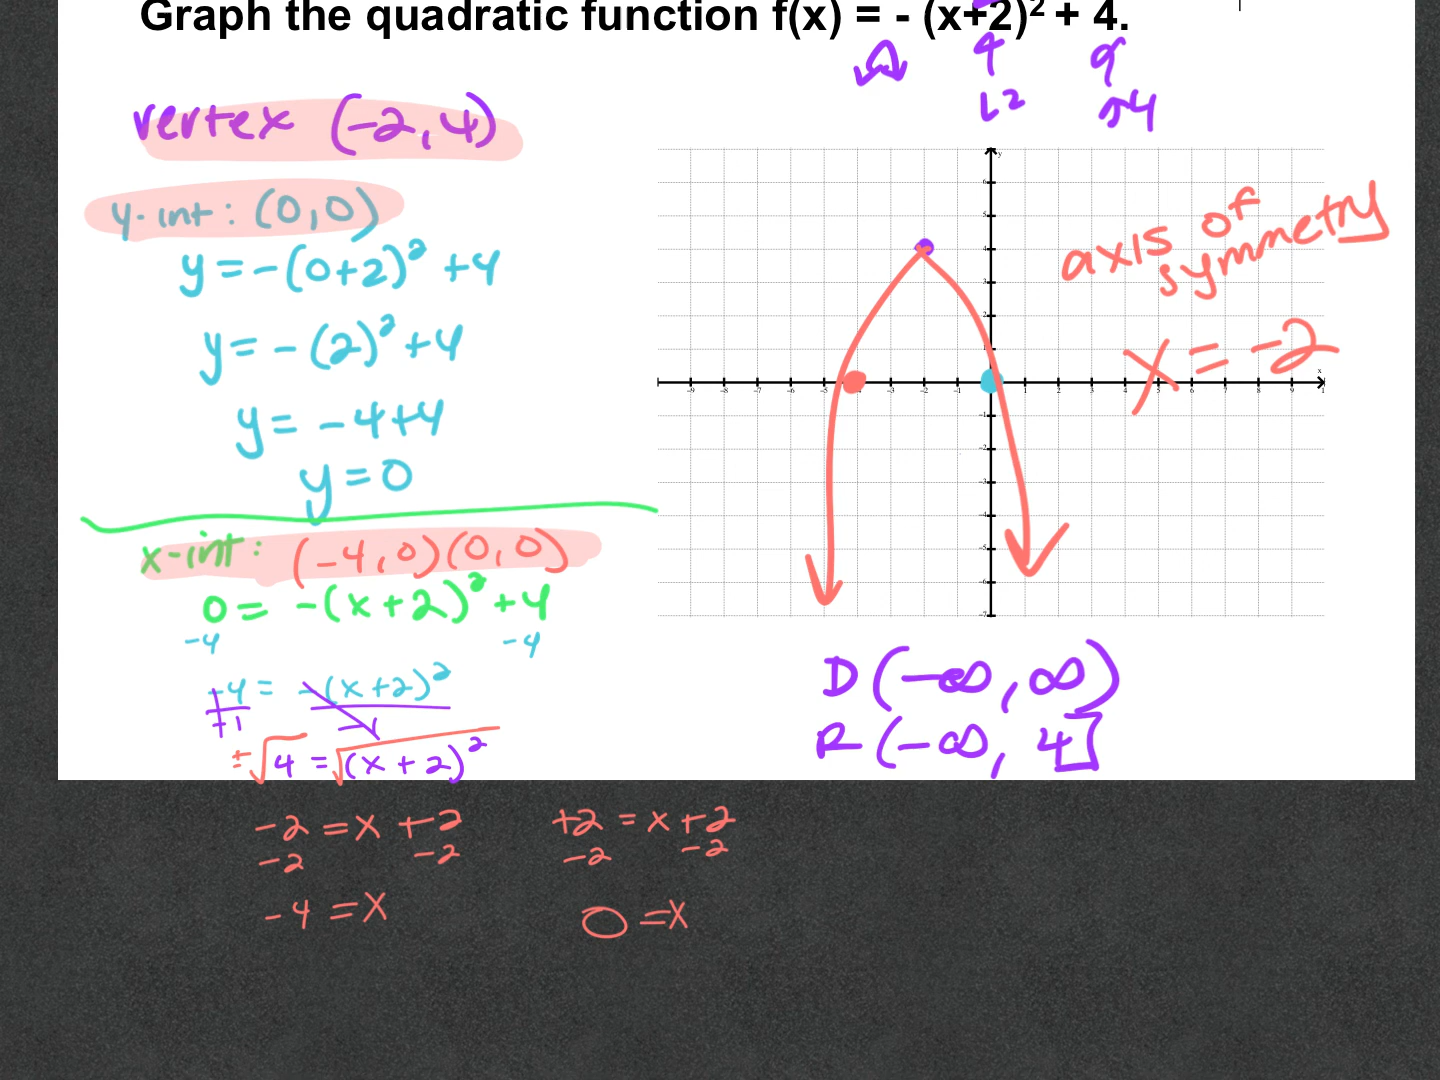 Graph the quadratic function f(x) = - (x+2)² + 4.
L2
↗4
vertex (-2,4)
y-int: (0,0)
y = -(0+2)² +4
y = -(2)² +4
y = -4+4
y = 0
x-int: (-4,0)(0,0)
0 = -(x+2)² +4
-4 -4
-4 = -(x+2)²
-1 -1
±√4 = √(x+2)²
-2 = x +2
-2 -2
-4 = x
+2 = x +2
-2 -2
0 = x
axis of
symmetry
x = -2
y
x
D (-∞, ∞)
R (-∞, 4]